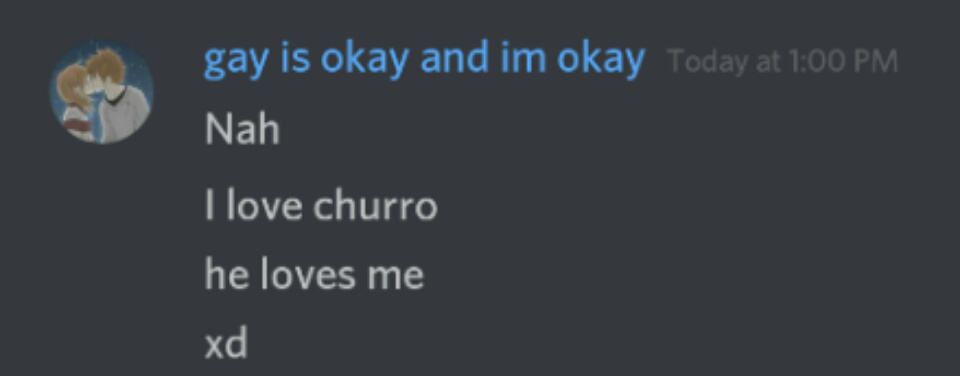 gay is okay and im okay Today at 1:00 PM
Nah
I love churro
he loves me
xd